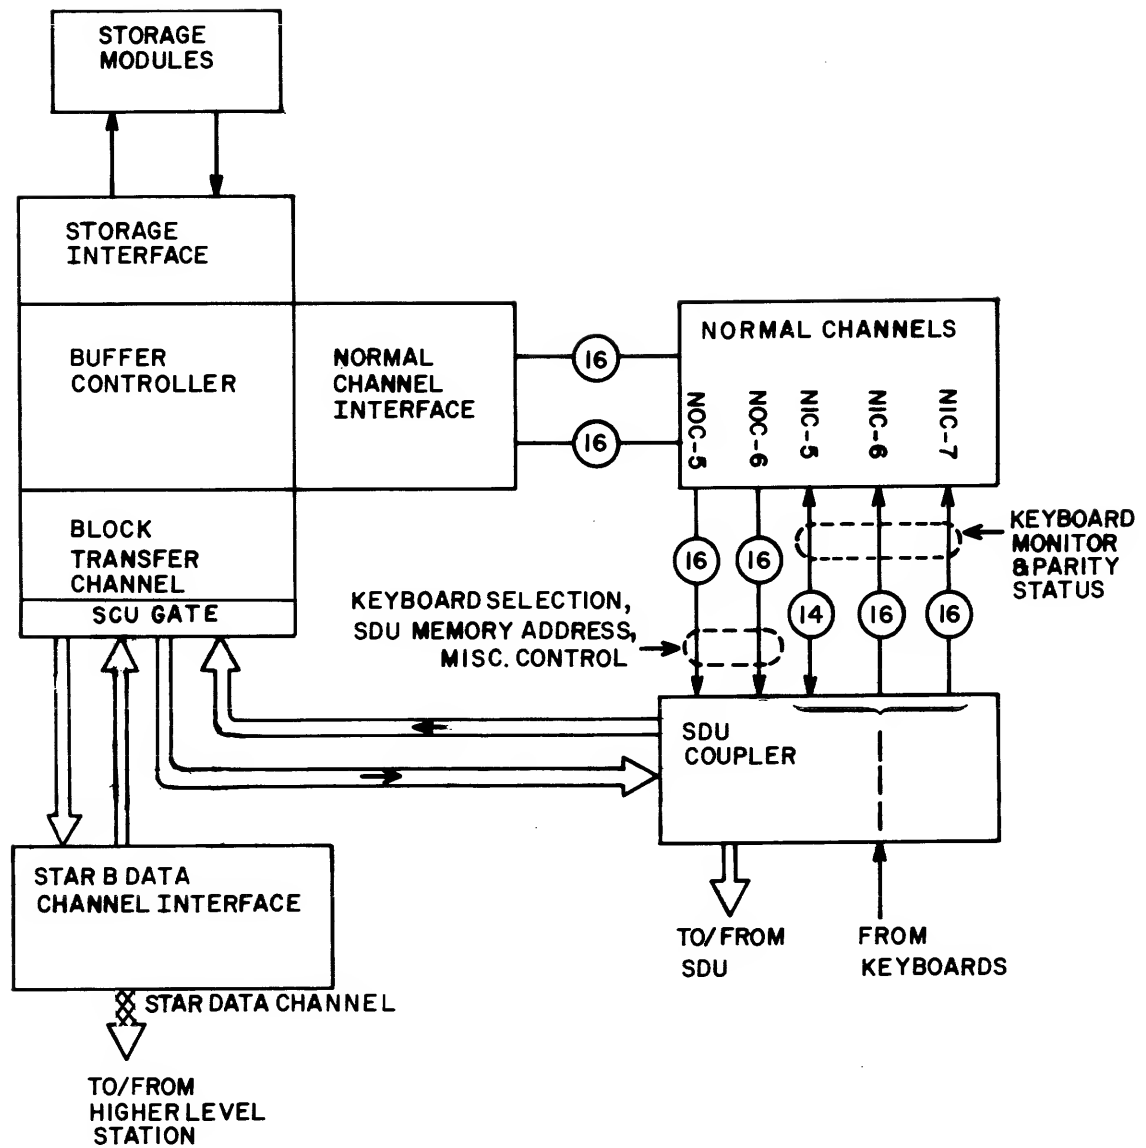 STORAGE
MODULES
STORAGE
INTERFACE
BUFFER
CONTROLLER
NORMAL
CHANNEL
INTERFACE
16
16
NORMAL CHANNELS
NOC-5
NOC-6
NIC-5
NIC-6
NIC-7
BLOCK
TRANSFER
CHANNEL
SCU GATE
16
16
14
16
16
KEYBOARD
MONITOR
& PARITY
STATUS
KEYBOARD SELECTION,
SDU MEMORY ADDRESS,
MISC. CONTROL
SDU
COUPLER
STAR B DATA
CHANNEL INTERFACE
TO/FROM
SDU
FROM
KEYBOARDS
STAR DATA CHANNEL
TO/FROM
HIGHER LEVEL
STATION